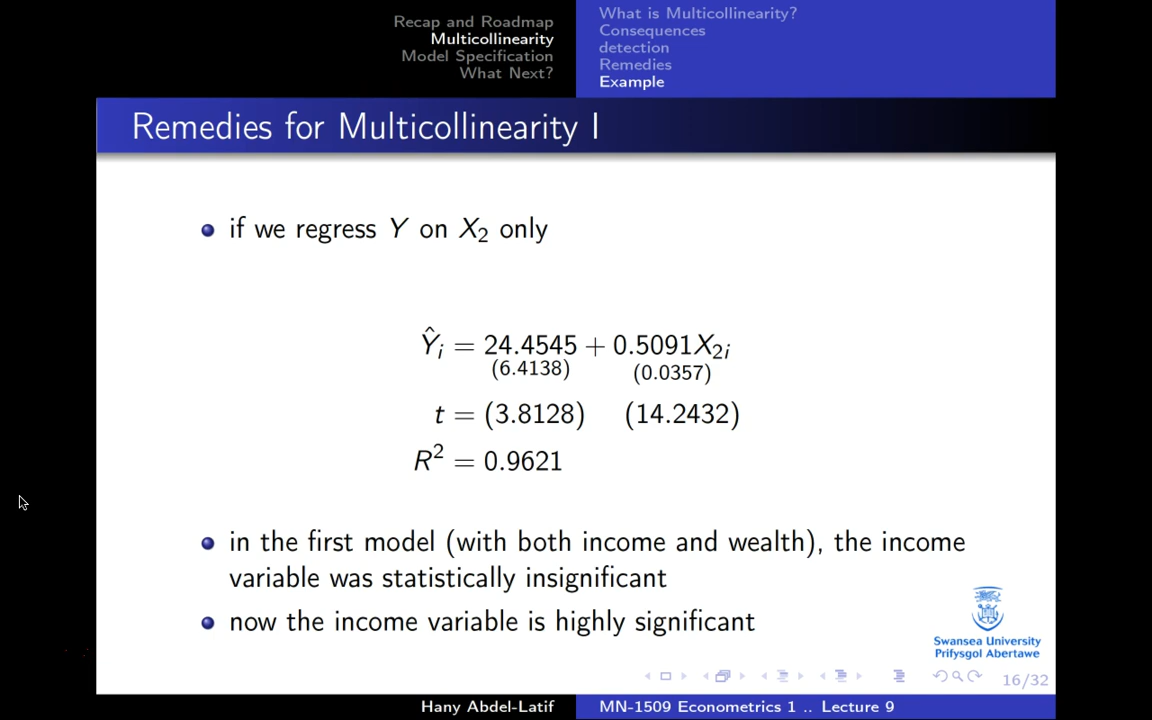 Recap and Roadmap
Multicollinearity
Model Specification
What Next?
What is Multicollinearity?
Consequences
detection
Remedies
Example
Remedies for Multicollinearity I
if we regress Y on X₂ only
Ŷᵢ = 24.4545 + 0.5091X₂ᵢ
(6.4138) (0.0357)
t = (3.8128) (14.2432)
R² = 0.9621
in the first model (with both income and wealth), the income
variable was statistically insignificant
now the income variable is highly significant
Swansea University
Prifysgol Abertawe
16/32
Hany Abdel-Latif
MN-1509 Econometrics 1 .. Lecture 9